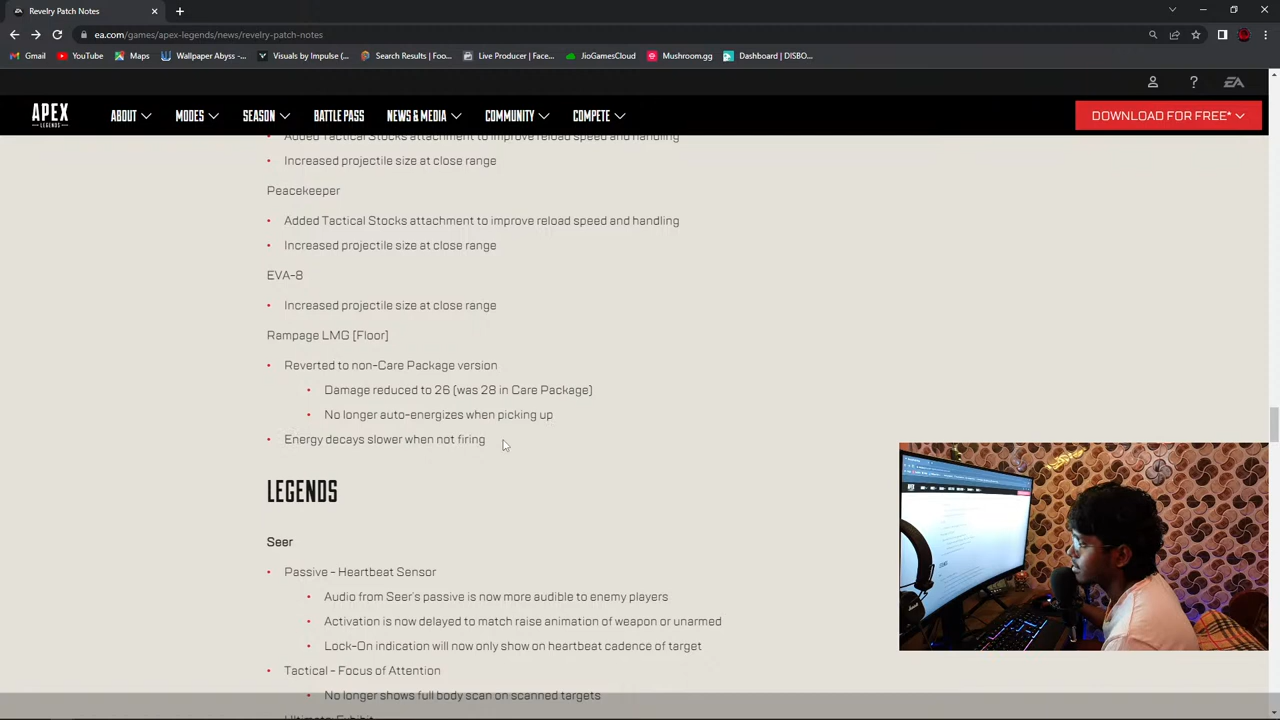 Revelry Patch Notes
ea.com/games/apex-legends/news/revelry-patch-notes
Gmail YouTube Maps Wallpaper Abyss -... Visuals by Impulse (... Search Results | Foo... Live Producer | Face... JioGamesCloud Mushroom.gg Dashboard | DISBO...
? EA
APEX LEGENDS ABOUT MODES SEASON BATTLE PASS NEWS & MEDIA COMMUNITY COMPETE DOWNLOAD FOR FREE*
Added Tactical Stocks attachment to improve reload speed and handling
• Increased projectile size at close range
Peacekeeper
• Added Tactical Stocks attachment to improve reload speed and handling
• Increased projectile size at close range
EVA-8
• Increased projectile size at close range
Rampage LMG [Floor]
• Reverted to non-Care Package version
• Damage reduced to 26 (was 28 in Care Package)
• No longer auto-energizes when picking up
• Energy decays slower when not firing
LEGENDS
Seer
• Passive - Heartbeat Sensor
• Audio from Seer's passive is now more audible to enemy players
• Activation is now delayed to match raise animation of weapon or unarmed
• Lock-On indication will now only show on heartbeat cadence of target
• Tactical - Focus of Attention
• No longer shows full body scan on scanned targets
Ultimate: Exhibit